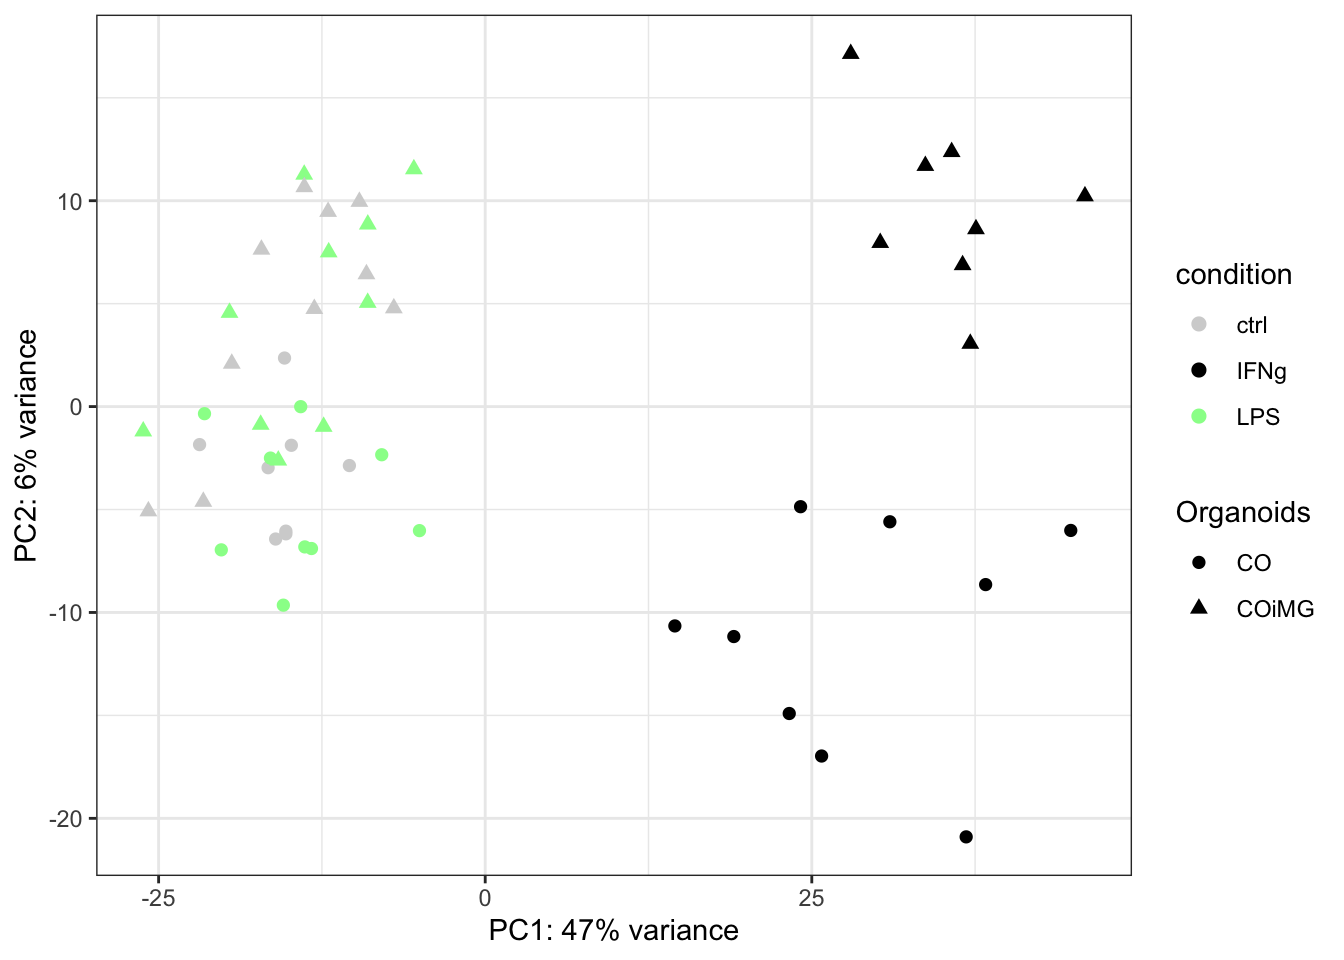 10
0
-10
-20
-25
0
25
PC1: 47% variance
PC2: 6% variance
condition
ctrl
IFNg
LPS
Organoids
CO
COiMG